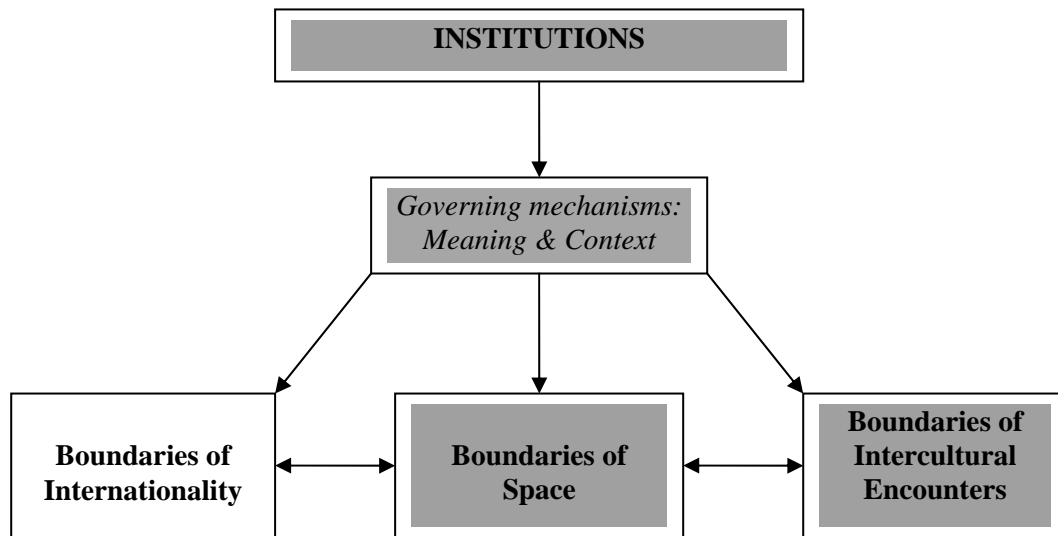 INSTITUTIONS
Governing mechanisms:
Meaning & Context
Boundaries of
Internationality
Boundaries of
Space
Boundaries of
Intercultural
Encounters